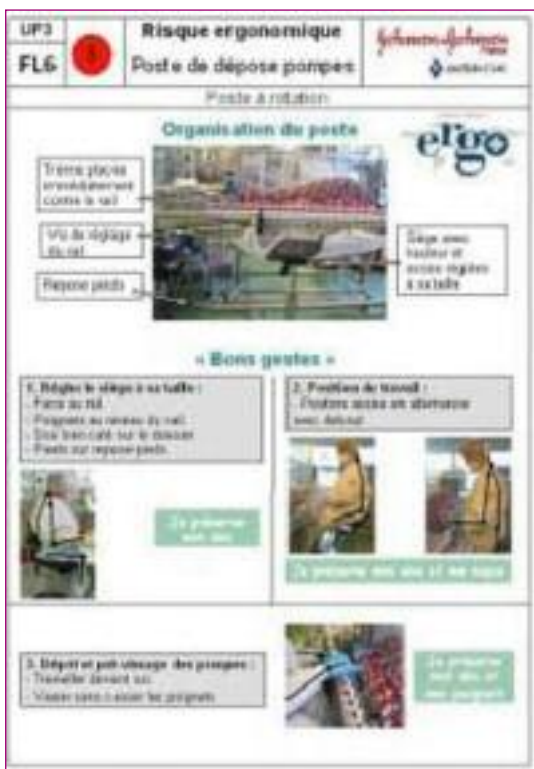 UP3
Risque ergonomique
Johnson & Johnson
FL6
Poste de dépose pompes
Poste à rotation
Organisation du poste
ergo
Trémie placée
immédiatement
contre le rail
Vis de réglage
du rail
Siège avec
hauteur et
assise réglées
à sa taille
Repose pieds
« Bons gestes »
1. Régler le siège à sa taille :
- Face au rail
- Poignets au niveau du rail
- Dos bien calé sur le dossier
- Pieds sur repose-pieds.
2. Position de travail :
- Position assise en alternance
avec debout
Je préserve
mon dos
Je préserve mon dos et ma nuque
3. Dépôt et pré-vissage des pompes :
- Travailler devant soi
- Visser sans casser les poignets
Je préserve
mon dos et
mes poignets